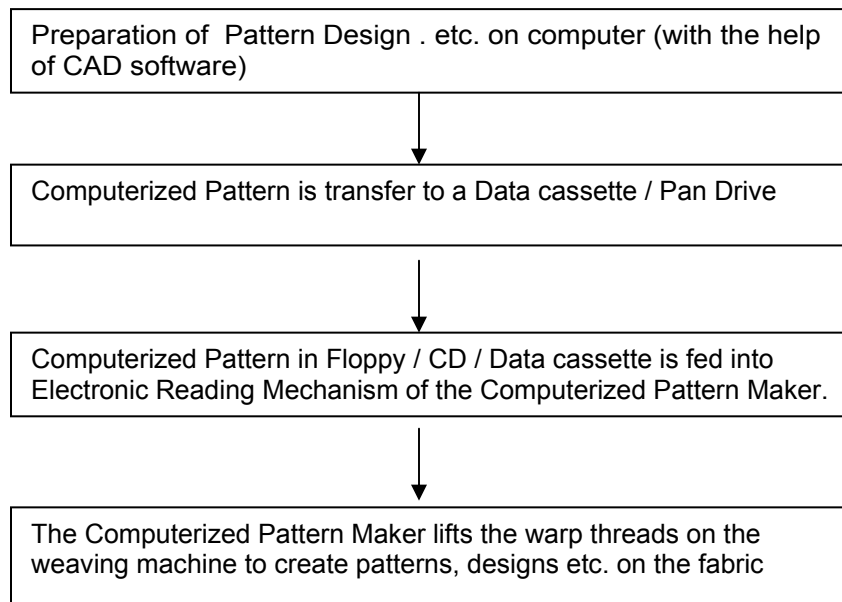 Preparation of Pattern Design . etc. on computer (with the help
of CAD software)
Computerized Pattern is transfer to a Data cassette / Pan Drive
Computerized Pattern in Floppy / CD / Data cassette is fed into
Electronic Reading Mechanism of the Computerized Pattern Maker.
The Computerized Pattern Maker lifts the warp threads on the
weaving machine to create patterns, designs etc. on the fabric